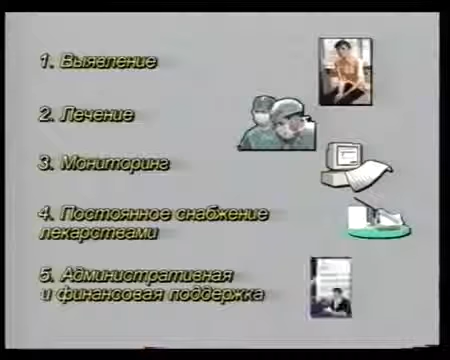 1. Выявление
2. Лечение
3. Мониторинг
4. Постоянное снабжение
лекарствами
5. Административная
и финансовая поддержка